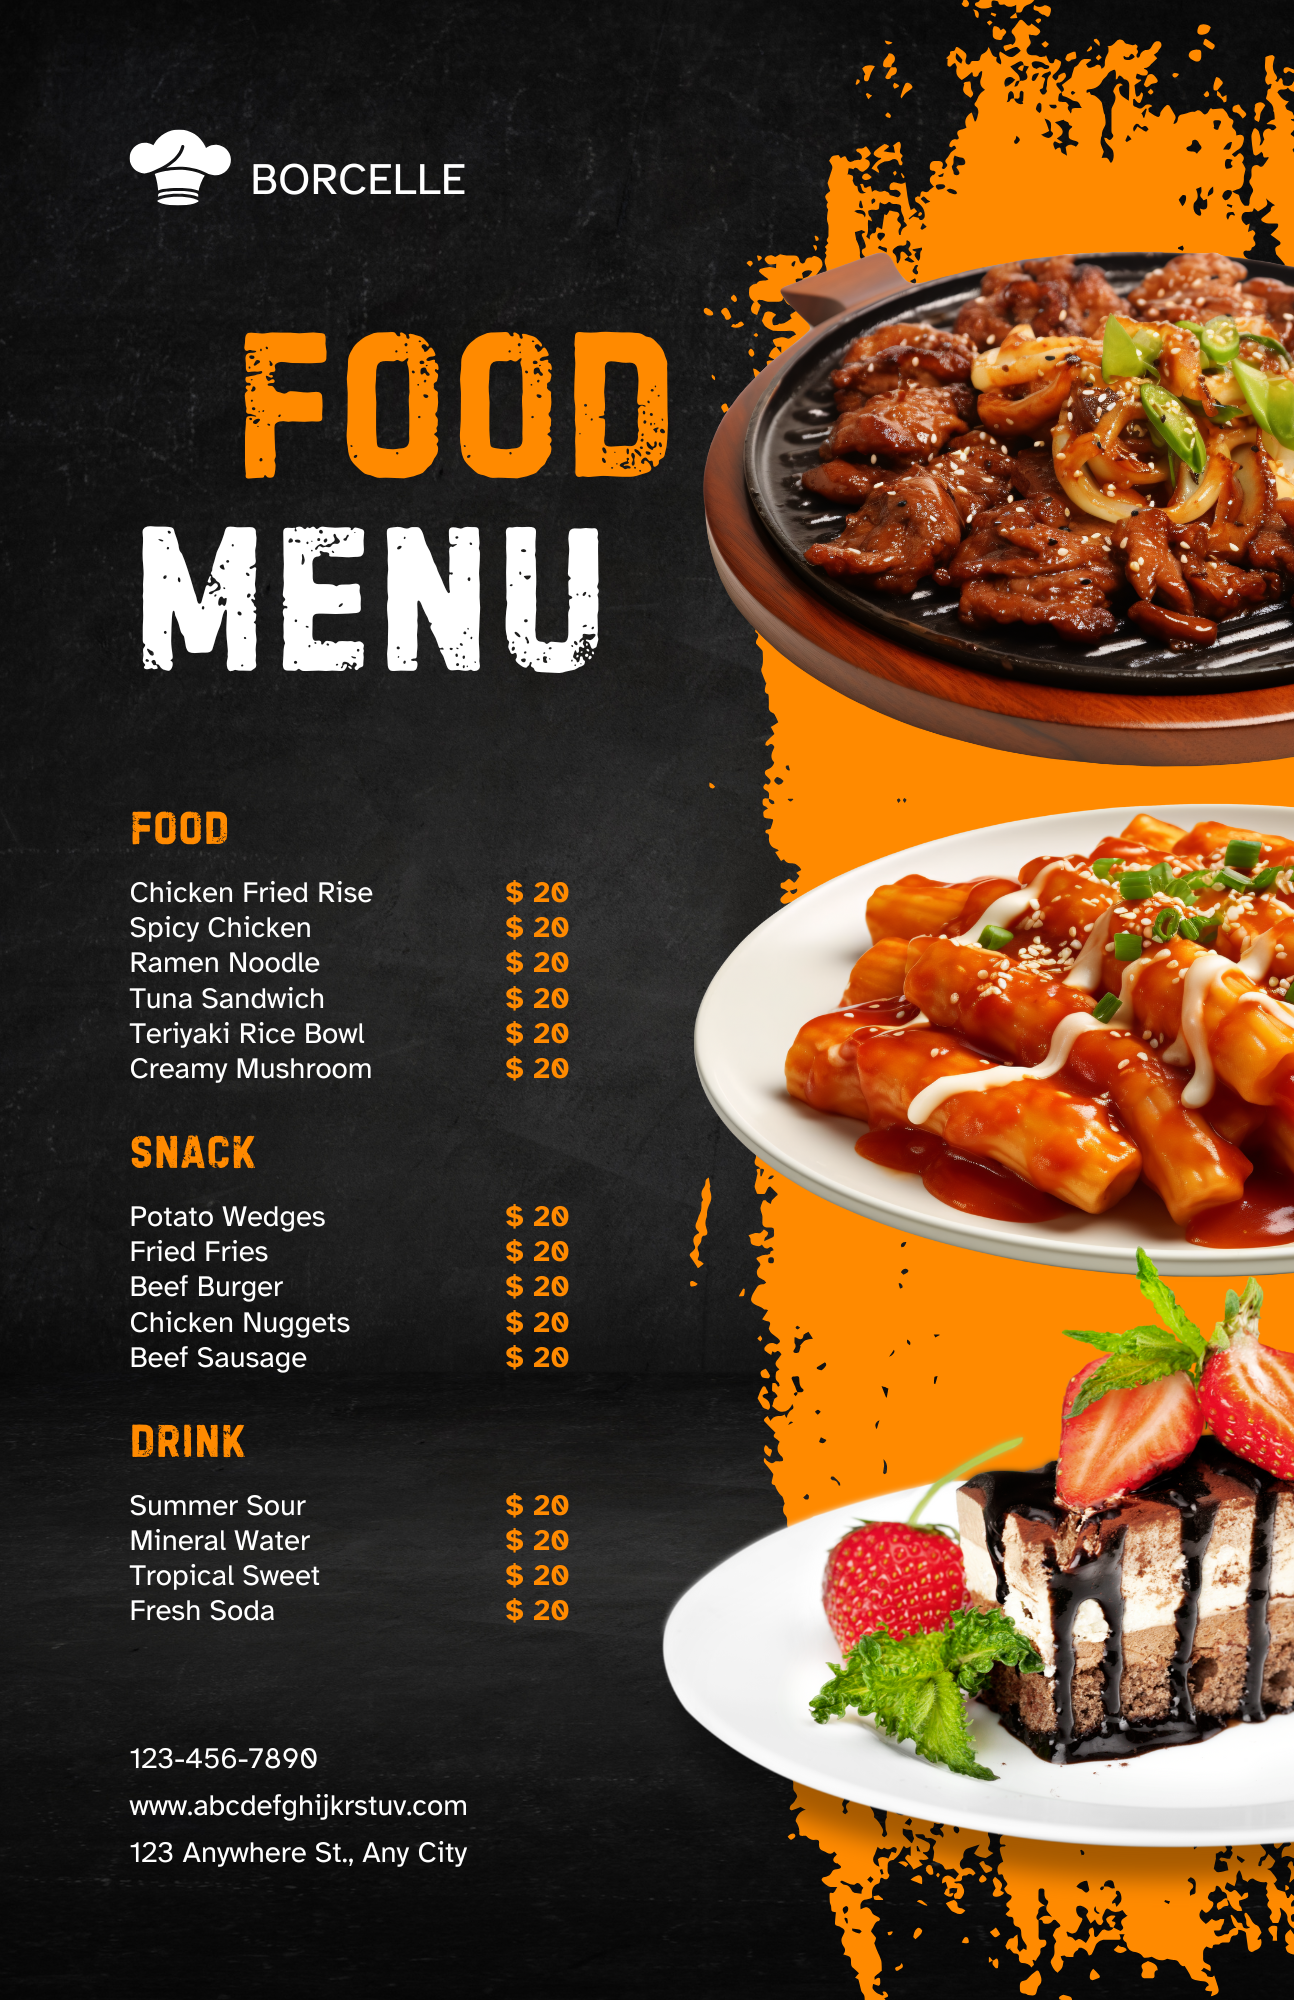 BORCELLE
FOOD
MENU
FOOD
Chicken Fried Rise $ 20
Spicy Chicken $ 20
Ramen Noodle $ 20
Tuna Sandwich $ 20
Teriyaki Rice Bowl $ 20
Creamy Mushroom $ 20
SNACK
Potato Wedges $ 20
Fried Fries $ 20
Beef Burger $ 20
Chicken Nuggets $ 20
Beef Sausage $ 20
DRINK
Summer Sour $ 20
Mineral Water $ 20
Tropical Sweet $ 20
Fresh Soda $ 20
123-456-7890
www.abcdefghijkrstuv.com
123 Anywhere St., Any City